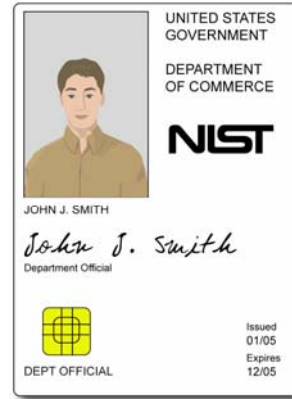 UNITED STATES
GOVERNMENT
DEPARTMENT
OF COMMERCE
NIST
JOHN J. SMITH
John J. Smith
Department Official
DEPT OFFICIAL
Issued
01/05
Expires
12/05